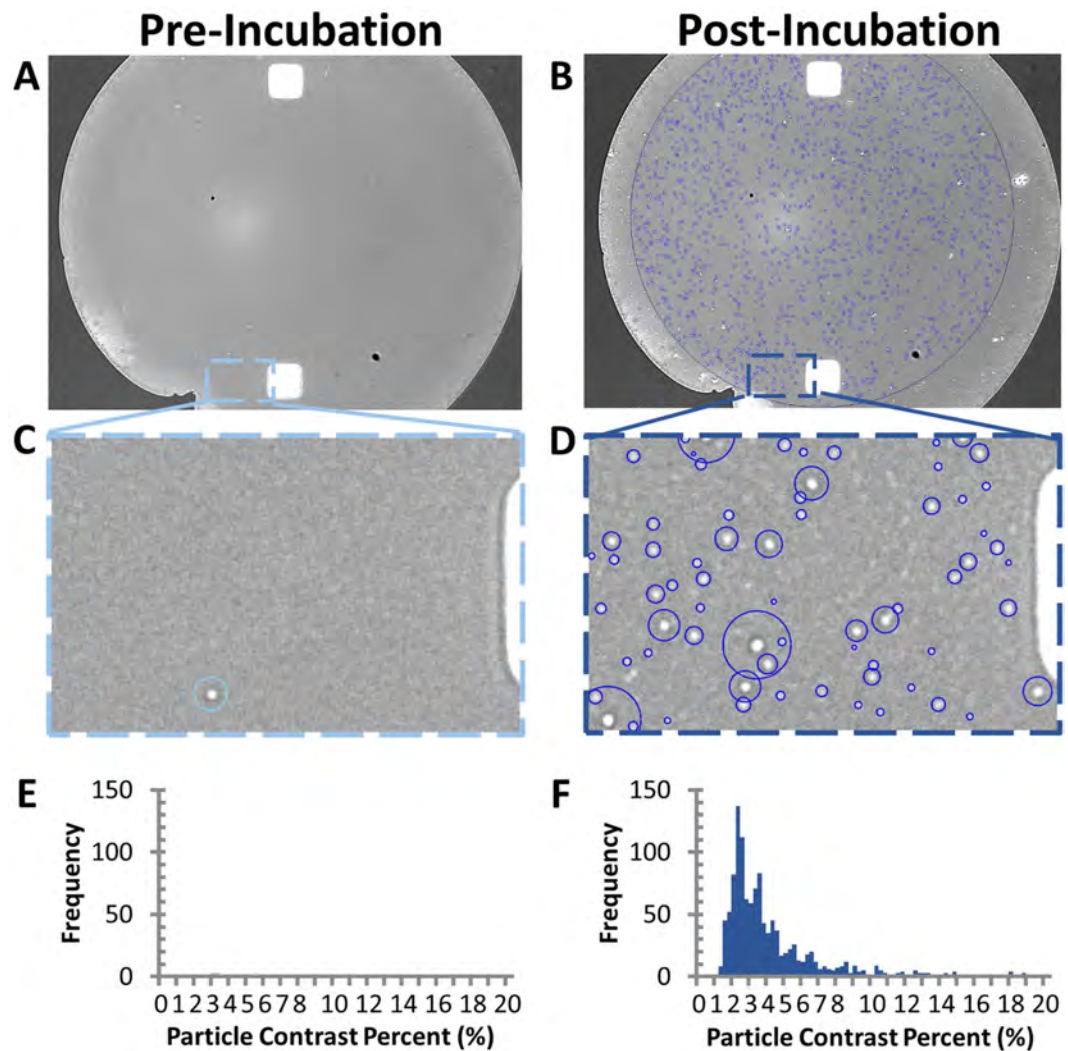 Pre-Incubation Post-Incubation
A B
C D
E F
150 150
100 100
50 50
0 0
Frequency Frequency
0 1 2 3 4 5 6 7 8 10 12 14 16 18 20 0 1 2 3 4 5 6 7 8 10 12 14 16 18 20
Particle Contrast Percent (%) Particle Contrast Percent (%)